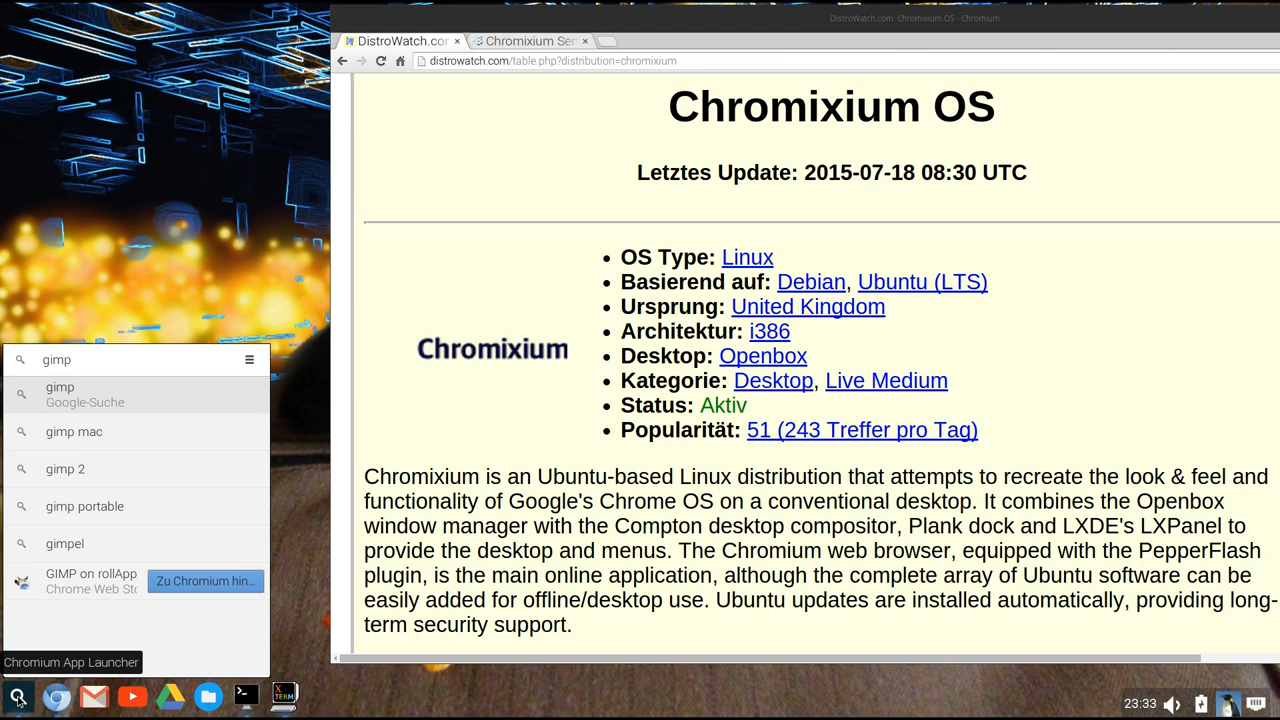 DistroWatch.com: Chromixium OS - Chromium
DistroWatch.cor
Chromixium Ser
distrowatch.com/table.php?distribution=chromixium
Chromixium OS
Letztes Update: 2015-07-18 08:30 UTC
Chromixium
OS Type: Linux
Basierend auf: Debian, Ubuntu (LTS)
Ursprung: United Kingdom
Architektur: i386
Desktop: Openbox
Kategorie: Desktop, Live Medium
Status: Aktiv
Popularität: 51 (243 Treffer pro Tag)
Chromixium is an Ubuntu-based Linux distribution that attempts to recreate the look & feel and
functionality of Google's Chrome OS on a conventional desktop. It combines the Openbox
window manager with the Compton desktop compositor, Plank dock and LXDE's LXPanel to
provide the desktop and menus. The Chromium web browser, equipped with the PepperFlash
plugin, is the main online application, although the complete array of Ubuntu software can be
easily added for offline/desktop use. Ubuntu updates are installed automatically, providing long-
term security support.
gimp
gimp
Google-Suche
gimp mac
gimp 2
gimp portable
gimpel
GIMP on rollApp
Chrome Web Stc
Zu Chromium hin...
Chromium App Launcher
X
TERM
23:33